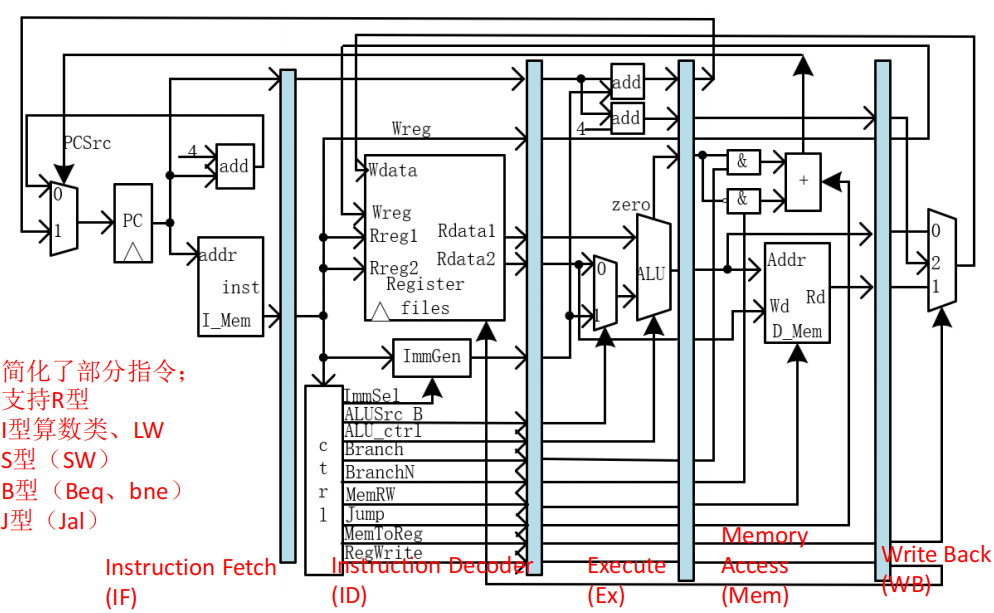 PCSrc
4
add
0
1
PC
addr
inst
I_Mem
Wreg
Wdata
Wreg
Rreg1
Rreg2
Rdata1
Rdata2
Register
files
ImmGen
add
add
4
zero
0
1
ALU
&
&
+
Addr
Rd
Wd
D_Mem
0
2
1
c
t
r
l
ImmSel
ALUSrc_B
ALU_ctrl
Branch
BranchN
MemRW
Jump
MemToReg
RegWrite
简化了部分指令;
支持R型
I型算数类、LW
S型（SW）
B型（Beq、bne）
J型（Jal）
Instruction Fetch
(IF)
Instruction Decoder
(ID)
Execute
(Ex)
Memory
Access
(Mem)
Write Back
(WB)